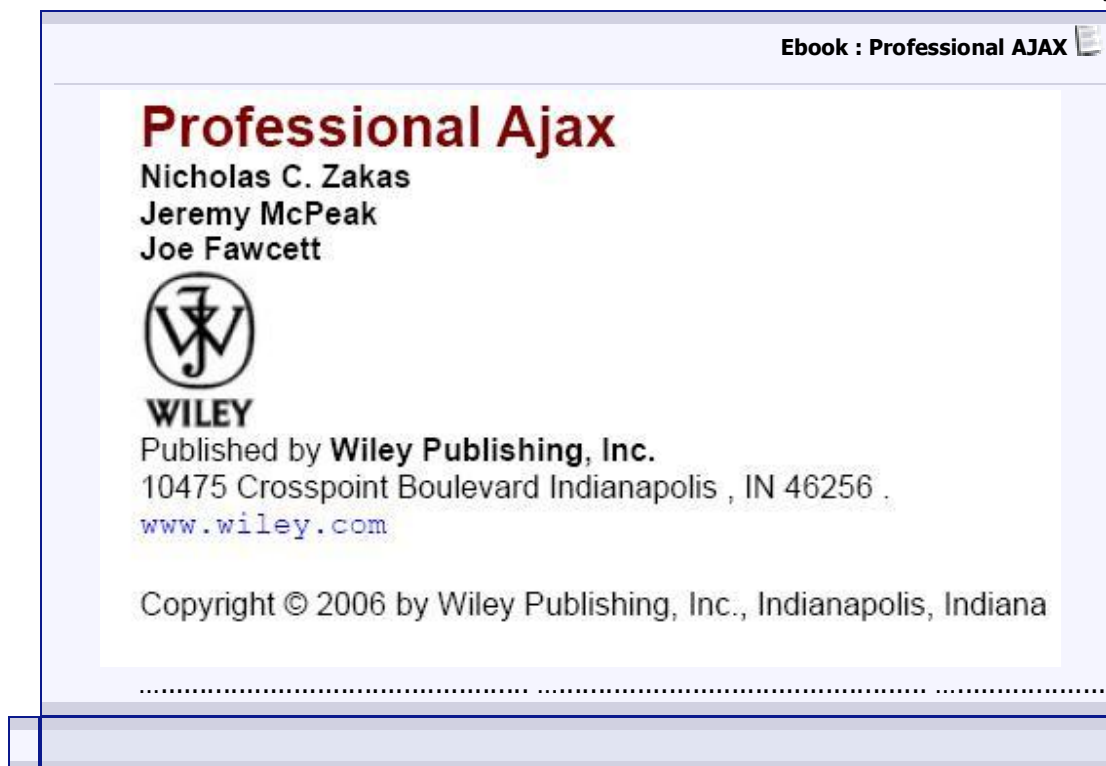 Ebook : Professional AJAX
Professional Ajax
Nicholas C. Zakas
Jeremy McPeak
Joe Fawcett
WILEY
Published by Wiley Publishing, Inc.
10475 Crosspoint Boulevard Indianapolis , IN 46256 .
www.wiley.com
Copyright © 2006 by Wiley Publishing, Inc., Indianapolis, Indiana